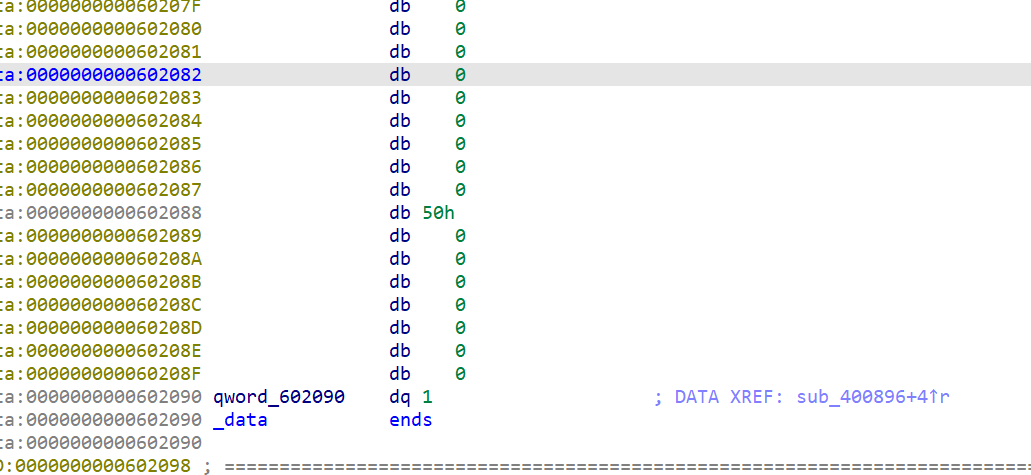 ta:000000000060207F db 0
ta:0000000000602080 db 0
ta:0000000000602081 db 0
ta:0000000000602082 db 0
ta:0000000000602083 db 0
ta:0000000000602084 db 0
ta:0000000000602085 db 0
ta:0000000000602086 db 0
ta:0000000000602087 db 0
ta:0000000000602088 db 50h
ta:0000000000602089 db 0
ta:000000000060208A db 0
ta:000000000060208B db 0
ta:000000000060208C db 0
ta:000000000060208D db 0
ta:000000000060208E db 0
ta:000000000060208F db 0
ta:0000000000602090 qword_602090 dq 1 ; DATA XREF: sub_400896+4↑r
ta:0000000000602090 _data ends
ta:0000000000602090
D:0000000000602098 ; ===========================================================================